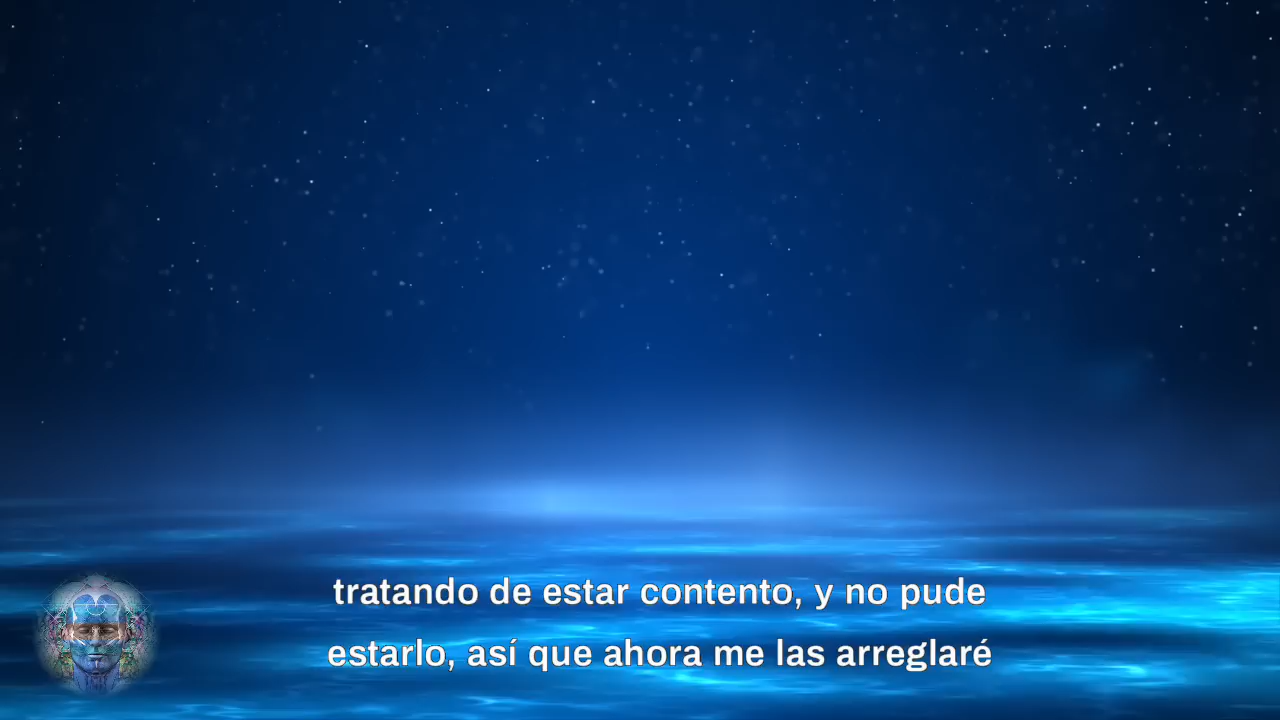 tratando de estar contento, y no pude
estarlo, así que ahora me las arreglaré